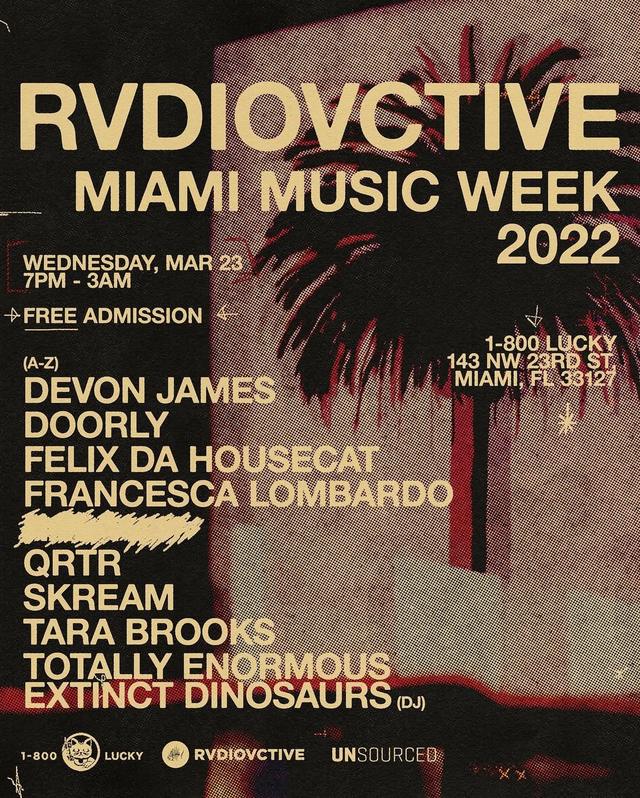 RVDIOVCTIVE
MIAMI MUSIC WEEK
2022
WEDNESDAY, MAR 23
7PM - 3AM
FREE ADMISSION
1-800 LUCKY
143 NW 23RD ST,
MIAMI, FL 33127
(A-Z)
DEVON JAMES
DOORLY
FELIX DA HOUSECAT
FRANCESCA LOMBARDO
QRTR
SKREAM
TARA BROOKS
TOTALLY ENORMOUS
EXTINCT DINOSAURS (DJ)
1-800 LUCKY RVDIOVCTIVE UNSOURCED